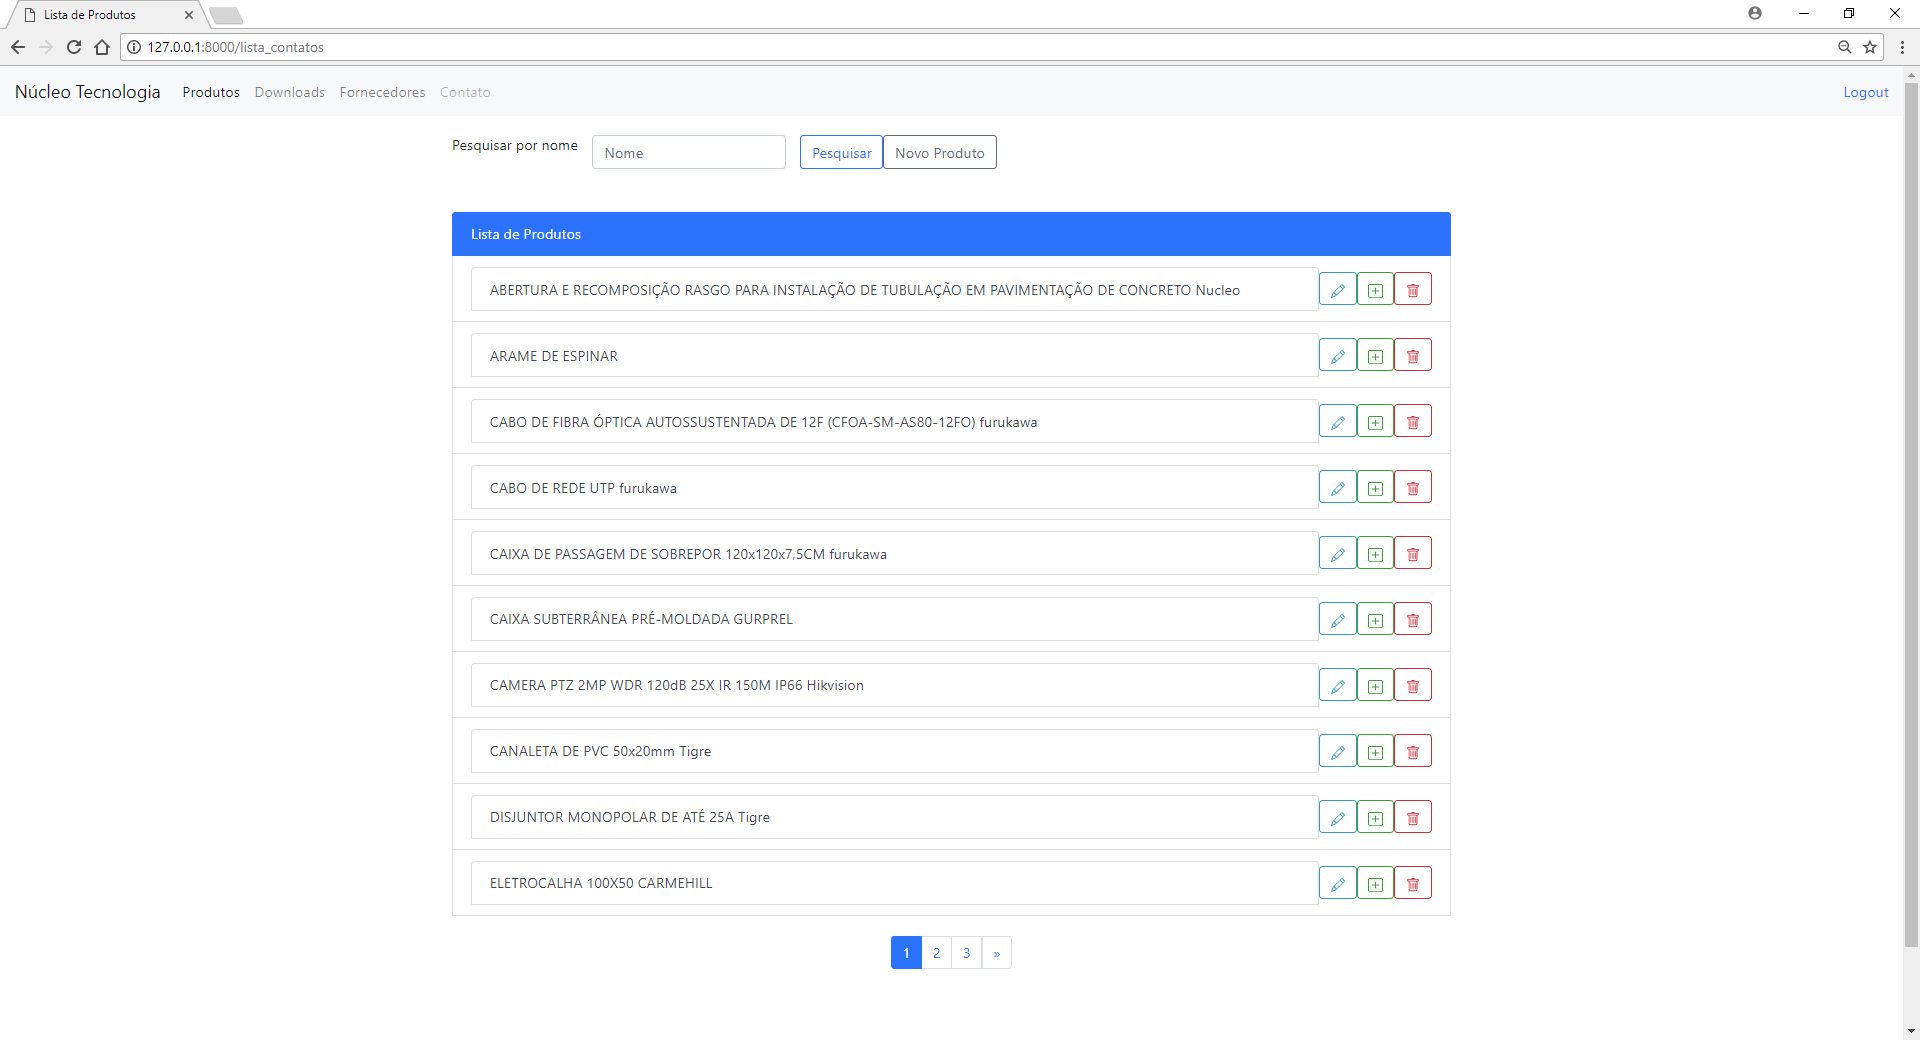 Lista de Produtos
127.0.0.1:8000/lista_contatos
Núcleo Tecnologia Produtos Downloads Fornecedores Contato Logout
Pesquisar por nome Nome Pesquisar Novo Produto
Lista de Produtos
ABERTURA E RECOMPOSIÇÃO RASGO PARA INSTALAÇÃO DE TUBULAÇÃO EM PAVIMENTAÇÃO DE CONCRETO Nucleo
ARAME DE ESPINAR
CABO DE FIBRA ÓPTICA AUTOSSUSTENTADA DE 12F (CFOA-SM-AS80-12FO) furukawa
CABO DE REDE UTP furukawa
CAIXA DE PASSAGEM DE SOBREPOR 120x120x7,5CM furukawa
CAIXA SUBTERRÂNEA PRÉ-MOLDADA GURPREL
CAMERA PTZ 2MP WDR 120dB 25X IR 150M IP66 Hikvision
CANALETA DE PVC 50x20mm Tigre
DISJUNTOR MONOPOLAR DE ATÉ 25A Tigre
ELETROCALHA 100X50 CARMEHILL
1 2 3 »